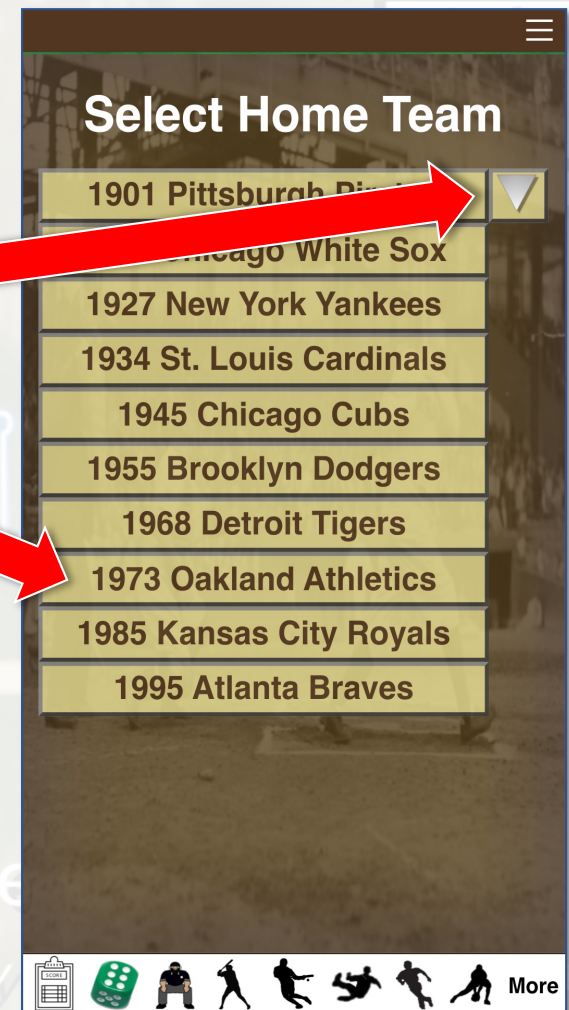 Select Home Team
1901 Pittsburgh
Chicago White Sox
1927 New York Yankees
1934 St. Louis Cardinals
1945 Chicago Cubs
1955 Brooklyn Dodgers
1968 Detroit Tigers
1973 Oakland Athletics
1985 Kansas City Royals
1995 Atlanta Braves
SCORE
More